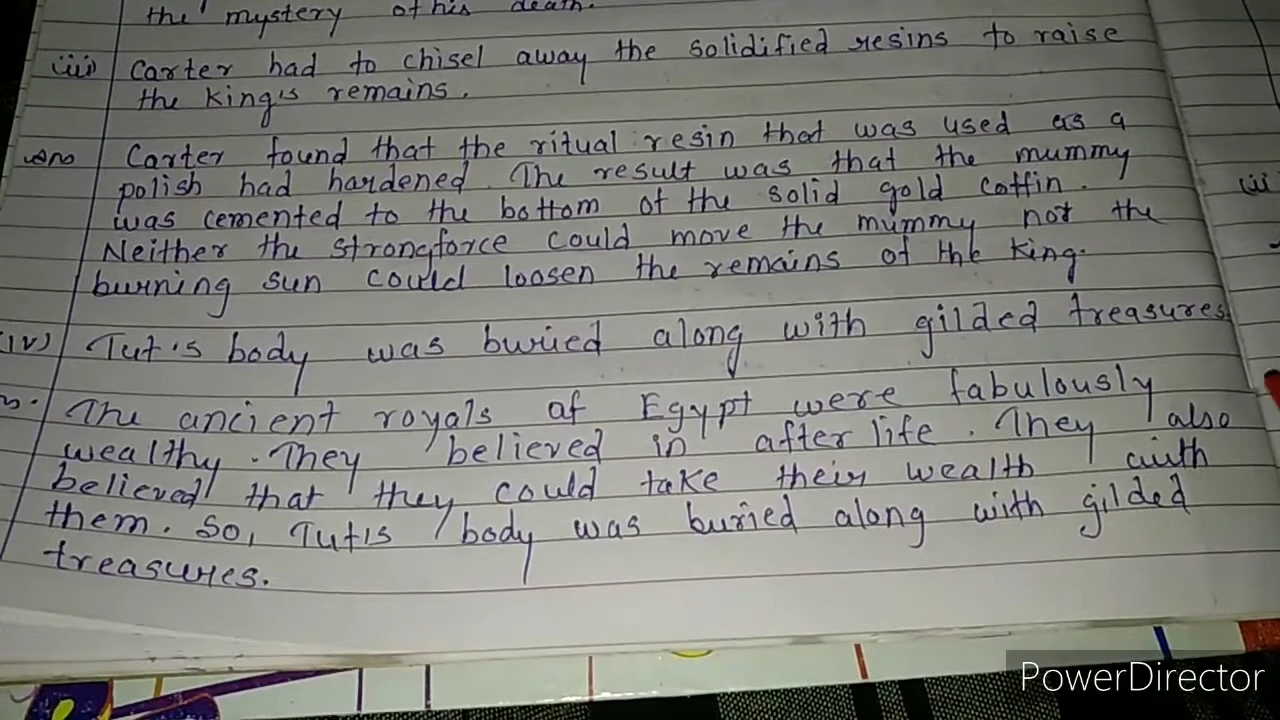 the mystery of his death.
(iii) Carter had to chisel away the solidified resins to raise
the king's remains.
Ans Carter found that the ritual resin that was used as a
polish had hardened. The result was that the mummy
was cemented to the bottom of the solid gold coffin.
Neither the strongforce could move the mummy not the
burning sun could loosen the remains of the King.
(iv) Tut's body was buried along with gilded treasures
The ancient royals of Egypt were fabulously
wealthy. They believed in after life. They also
believed that they could take their wealth with
them. So, Tut's body was buried along with gilded
treasures.
(ii
PowerDirector